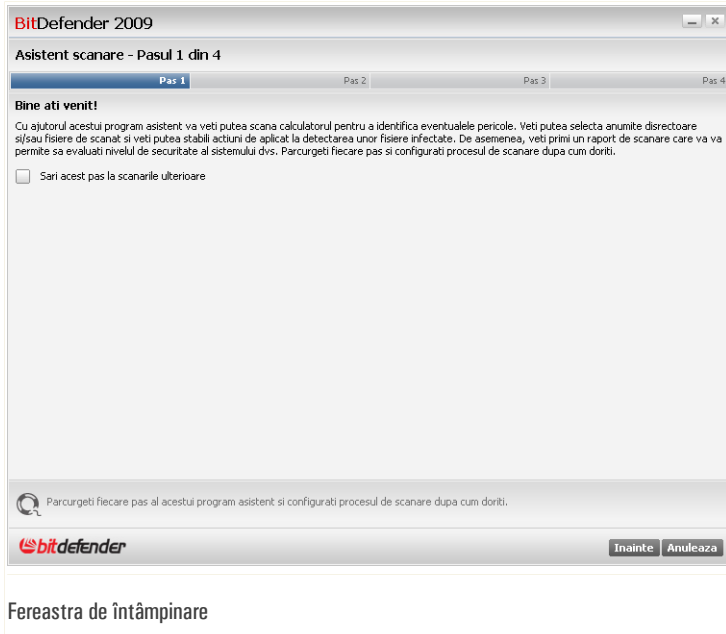 BitDefender 2009
Asistent scanare - Pasul 1 din 4
Pas 1 Pas 2 Pas 3 Pas 4
Bine ati venit!
Cu ajutorul acestui program asistent va veti putea scana calculatorul pentru a identifica eventualele pericole. Veti putea selecta anumite disrectoare
si/sau fisiere de scanat si veti putea stabili actiuni de aplicat la detectarea unor fisiere infectate. De asemenea, veti primi un raport de scanare care va va
permite sa evaluati nivelul de securitate al sistemului dvs. Parcurgeti fiecare pas si configurati procesul de scanare dupa cum doriti.
Sari acest pas la scanarile ulterioare
Parcurgeti fiecare pas al acestui program asistent si configurati procesul de scanare dupa cum doriti.
bitdefender
Inainte Anuleaza
Fereastra de întâmpinare